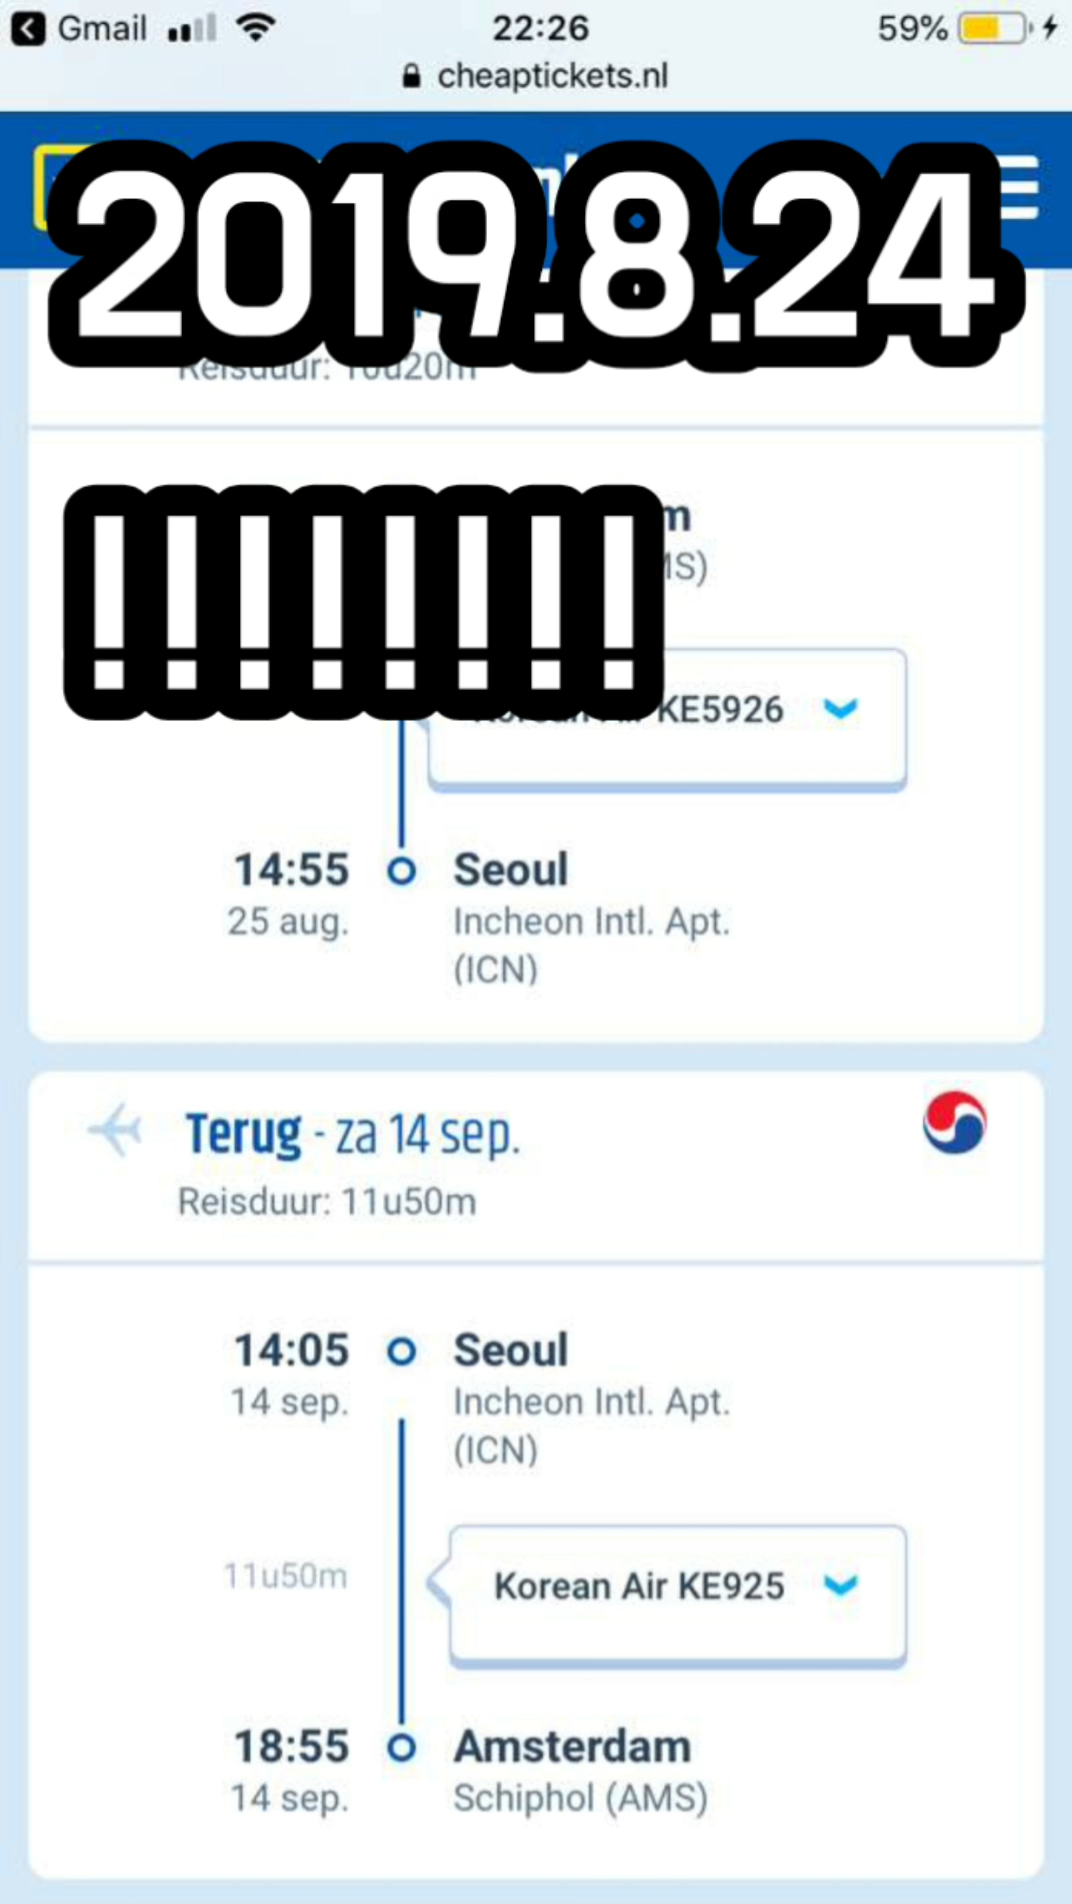 Gmail 22:26 59%
cheaptickets.nl
2019.8.24
Reisduur: 10u20m
!!!!!!!!
KE5926
14:55 Seoul
25 aug. Incheon Intl. Apt.
(ICN)
Terug - za 14 sep.
Reisduur: 11u50m
14:05 Seoul
14 sep. Incheon Intl. Apt.
(ICN)
11u50m Korean Air KE925
18:55 Amsterdam
14 sep. Schiphol (AMS)